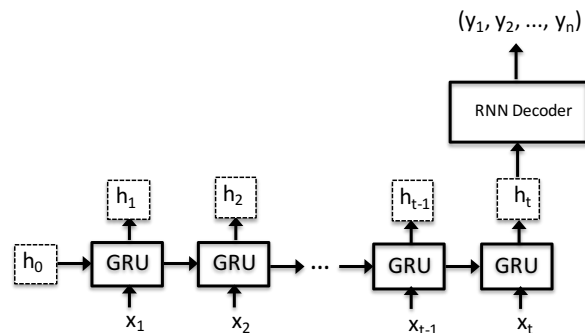 (y₁, y₂, ..., yₙ)
RNN Decoder
h₁ h₂ hₜ₋₁ hₜ
h₀ GRU GRU ... GRU GRU
x₁ x₂ xₜ₋₁ xₜ